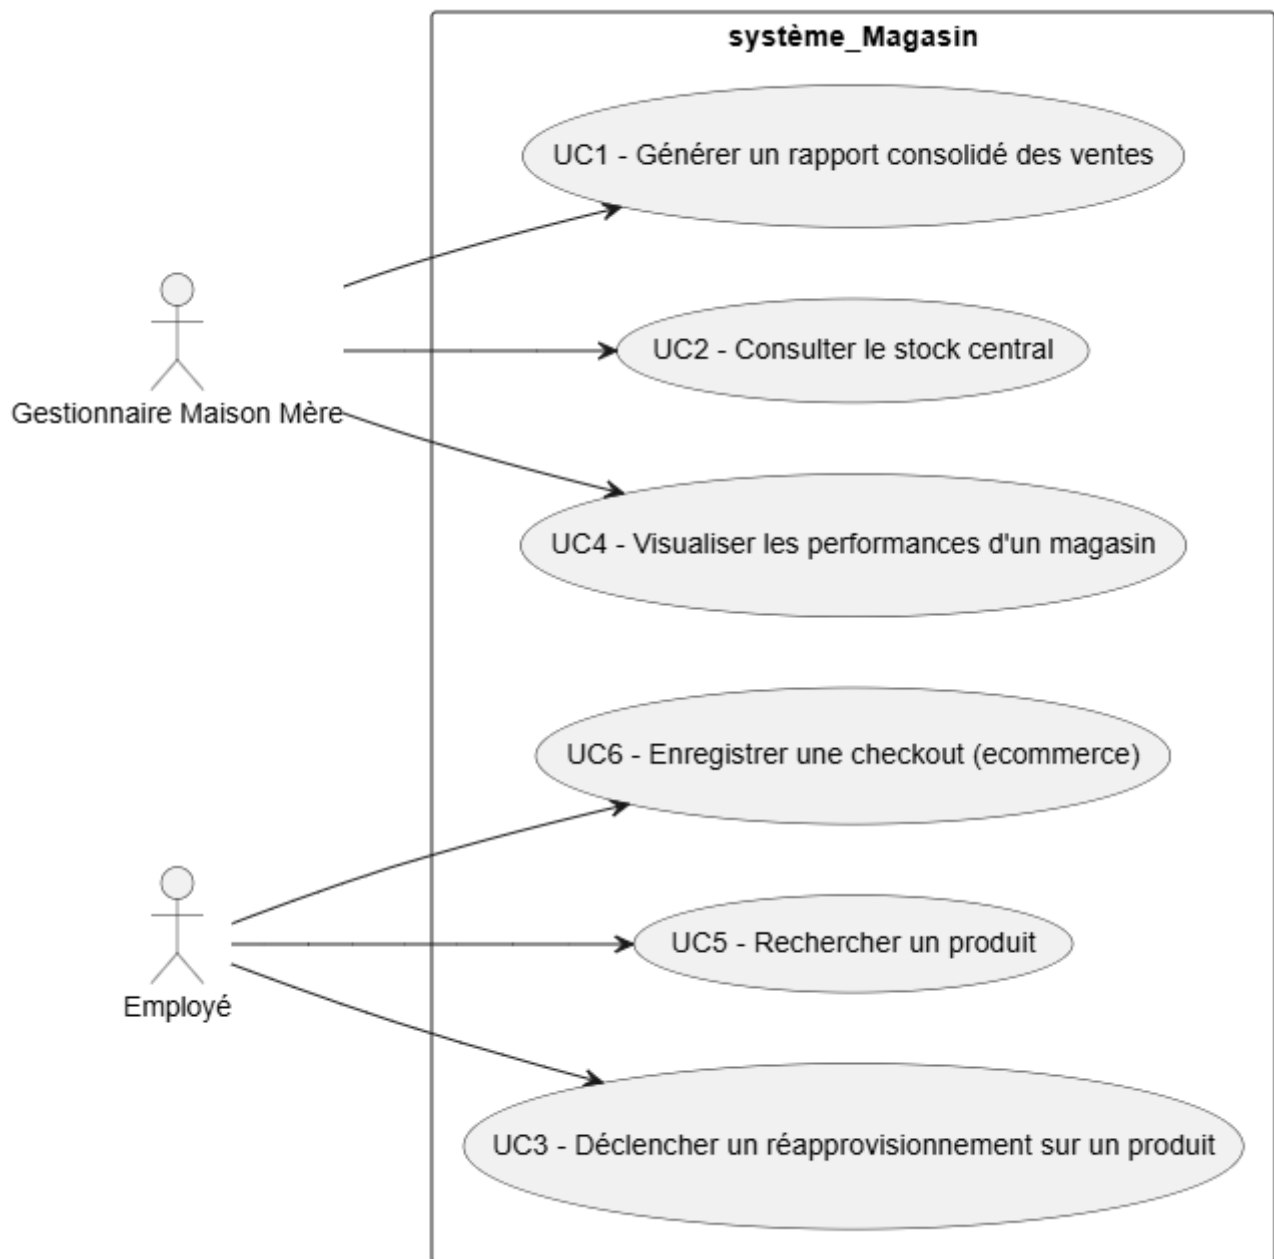 système_Magasin
UC1 - Générer un rapport consolidé des ventes
UC2 - Consulter le stock central
Gestionnaire Maison Mère
UC4 - Visualiser les performances d'un magasin
UC6 - Enregistrer une checkout (ecommerce)
UC5 - Rechercher un produit
Employé
UC3 - Déclencher un réapprovisionnement sur un produit